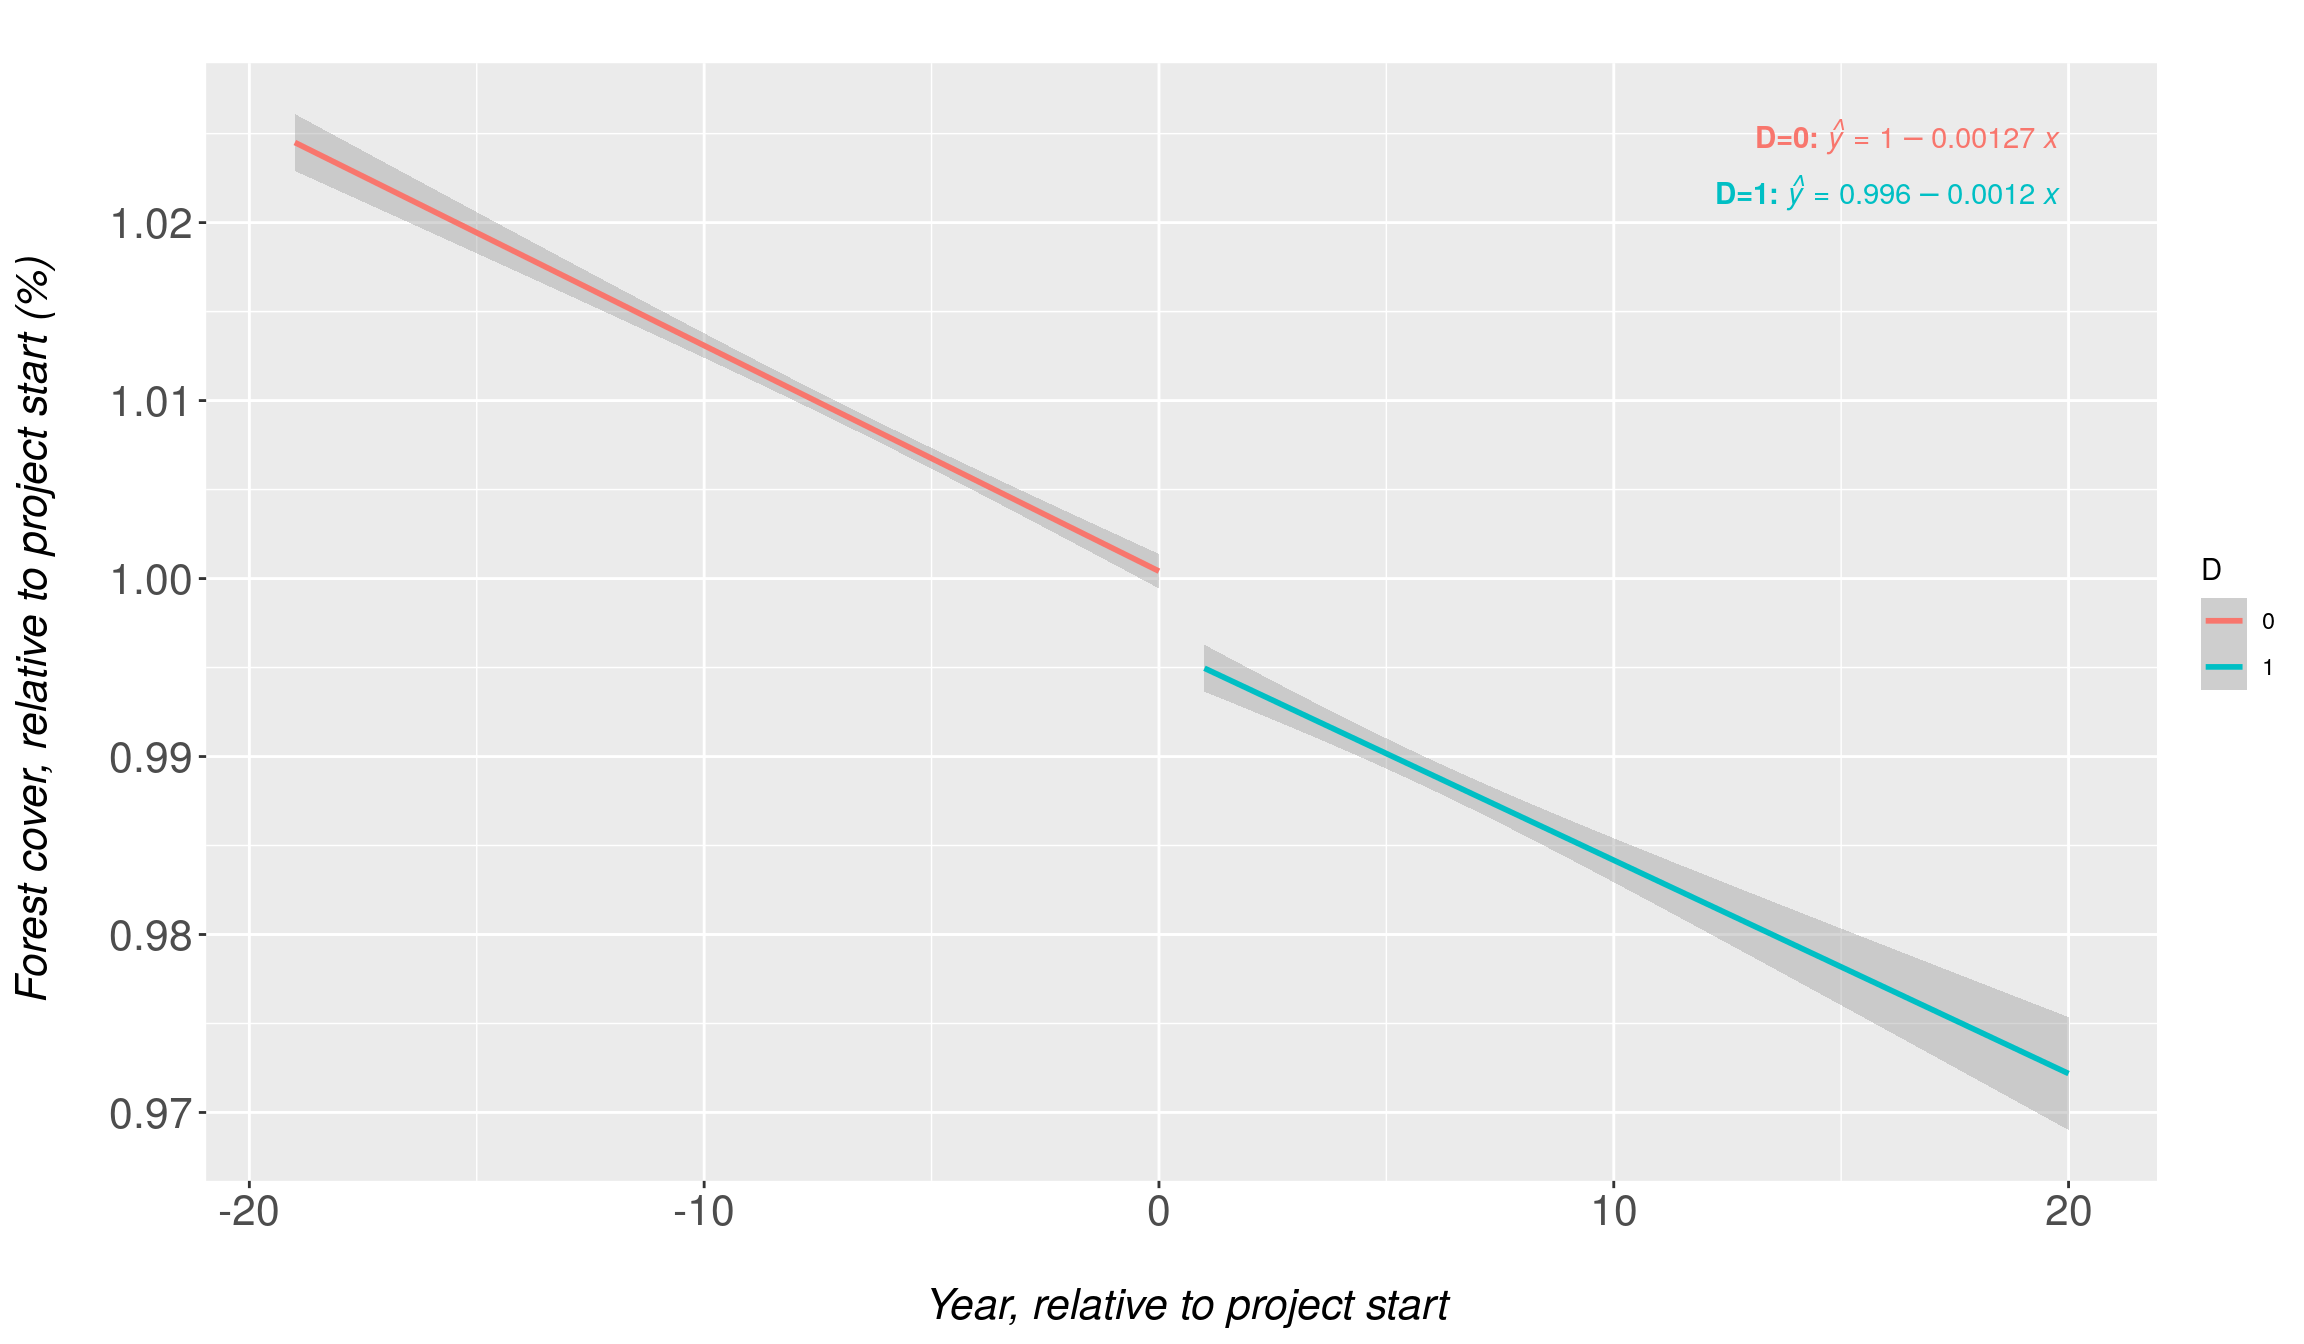 D=0: ŷ = 1 − 0.00127 x
D=1: ŷ = 0.996 − 0.0012 x
Forest cover, relative to project start (%)
1.02
1.01
1.00
0.99
0.98
0.97
-20 -10 0 10 20
Year, relative to project start
D
0
1